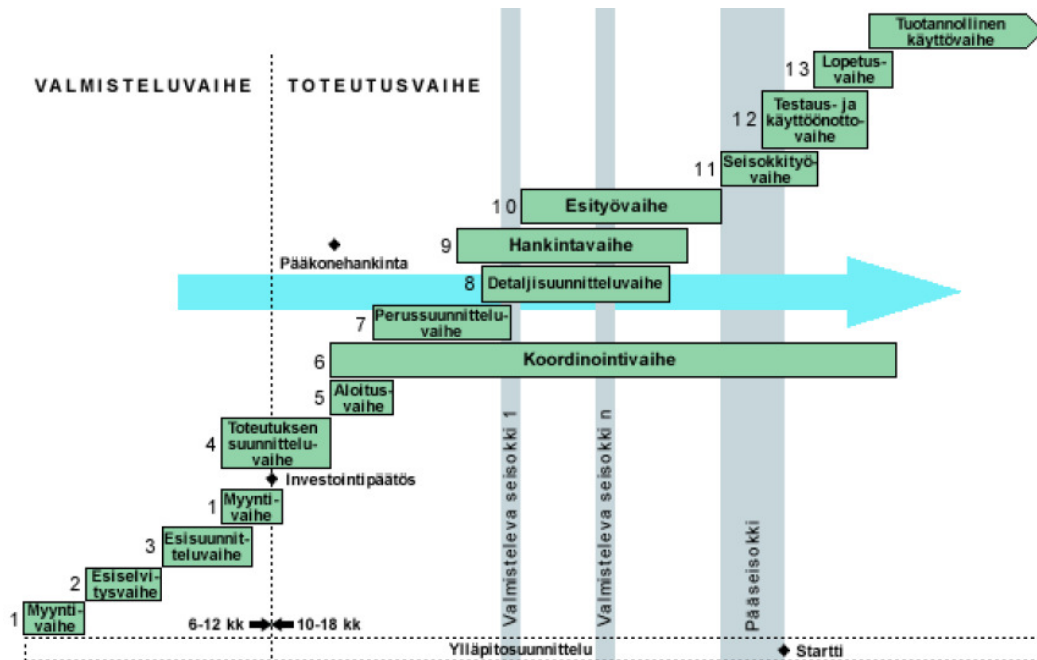 Tuotannollinen
käyttövaihe
13
Lopetus-
vaihe
VALMISTELUVAIHE
TOTEUTUSVAIHE
12
Testaus- ja
käyttöönotto-
vaihe
11
Seisokkityö-
vaihe
10
Esityövaihe
9
Hankintavaihe
Pääkonehankinta
8
Detaljisuunnitteluvaihe
7
Perussuunnittelu-
vaihe
6
Koordinointivaihe
5
Aloitus-
vaihe
4
Toteutuksen
suunnittelu-
vaihe
Investointipäätös
1
Myynti-
vaihe
3
Esisuunnit-
teluvaihe
2
Esiselvi-
tysvaihe
1
Myynti-
vaihe
6-12 kk
10-18 kk
Valmisteleva seisokki 1
Valmisteleva seisokki n
Pääseisokki
Ylläpitosuunnittelu
Startti